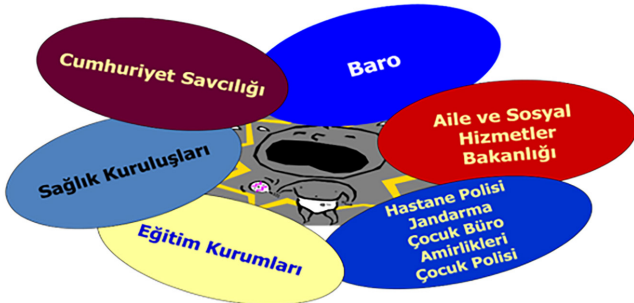 Cumhuriyet Savcılığı
Baro
Aile ve Sosyal
Hizmetler
Bakanlığı
Sağlık Kuruluşları
Hastane Polisi
Jandarma
Çocuk Büro
Amirlikleri
Çocuk Polisi
Eğitim Kurumları